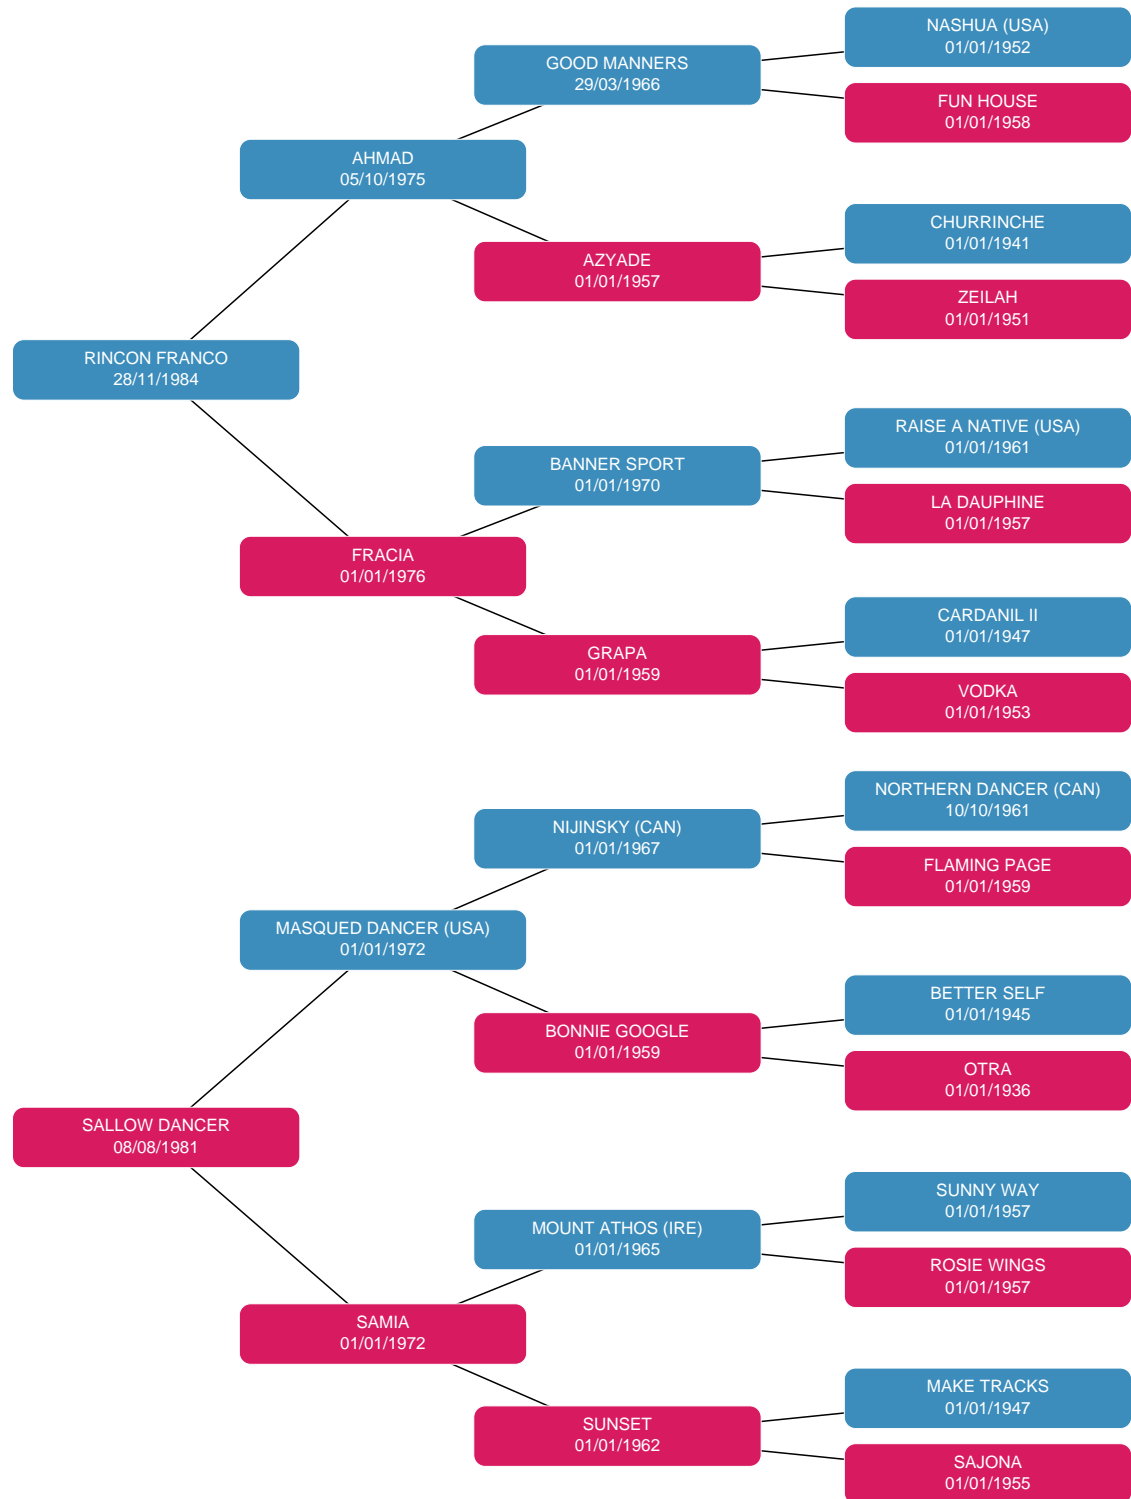 NASHUA (USA)
01/01/1952
GOOD MANNERS
29/03/1966
FUN HOUSE
01/01/1958
AHMAD
05/10/1975
CHURRINCHE
01/01/1941
AZYADE
01/01/1957
ZEILAH
01/01/1951
RINCON FRANCO
28/11/1984
RAISE A NATIVE (USA)
01/01/1961
BANNER SPORT
01/01/1970
LA DAUPHINE
01/01/1957
FRACIA
01/01/1976
CARDANIL II
01/01/1947
GRAPA
01/01/1959
VODKA
01/01/1953
NORTHERN DANCER (CAN)
10/10/1961
NIJINSKY (CAN)
01/01/1967
FLAMING PAGE
01/01/1959
MASQUED DANCER (USA)
01/01/1972
BETTER SELF
01/01/1945
BONNIE GOOGLE
01/01/1959
OTRA
01/01/1936
SALLOW DANCER
08/08/1981
SUNNY WAY
01/01/1957
MOUNT ATHOS (IRE)
01/01/1965
ROSIE WINGS
01/01/1957
SAMIA
01/01/1972
MAKE TRACKS
01/01/1947
SUNSET
01/01/1962
SAJONA
01/01/1955